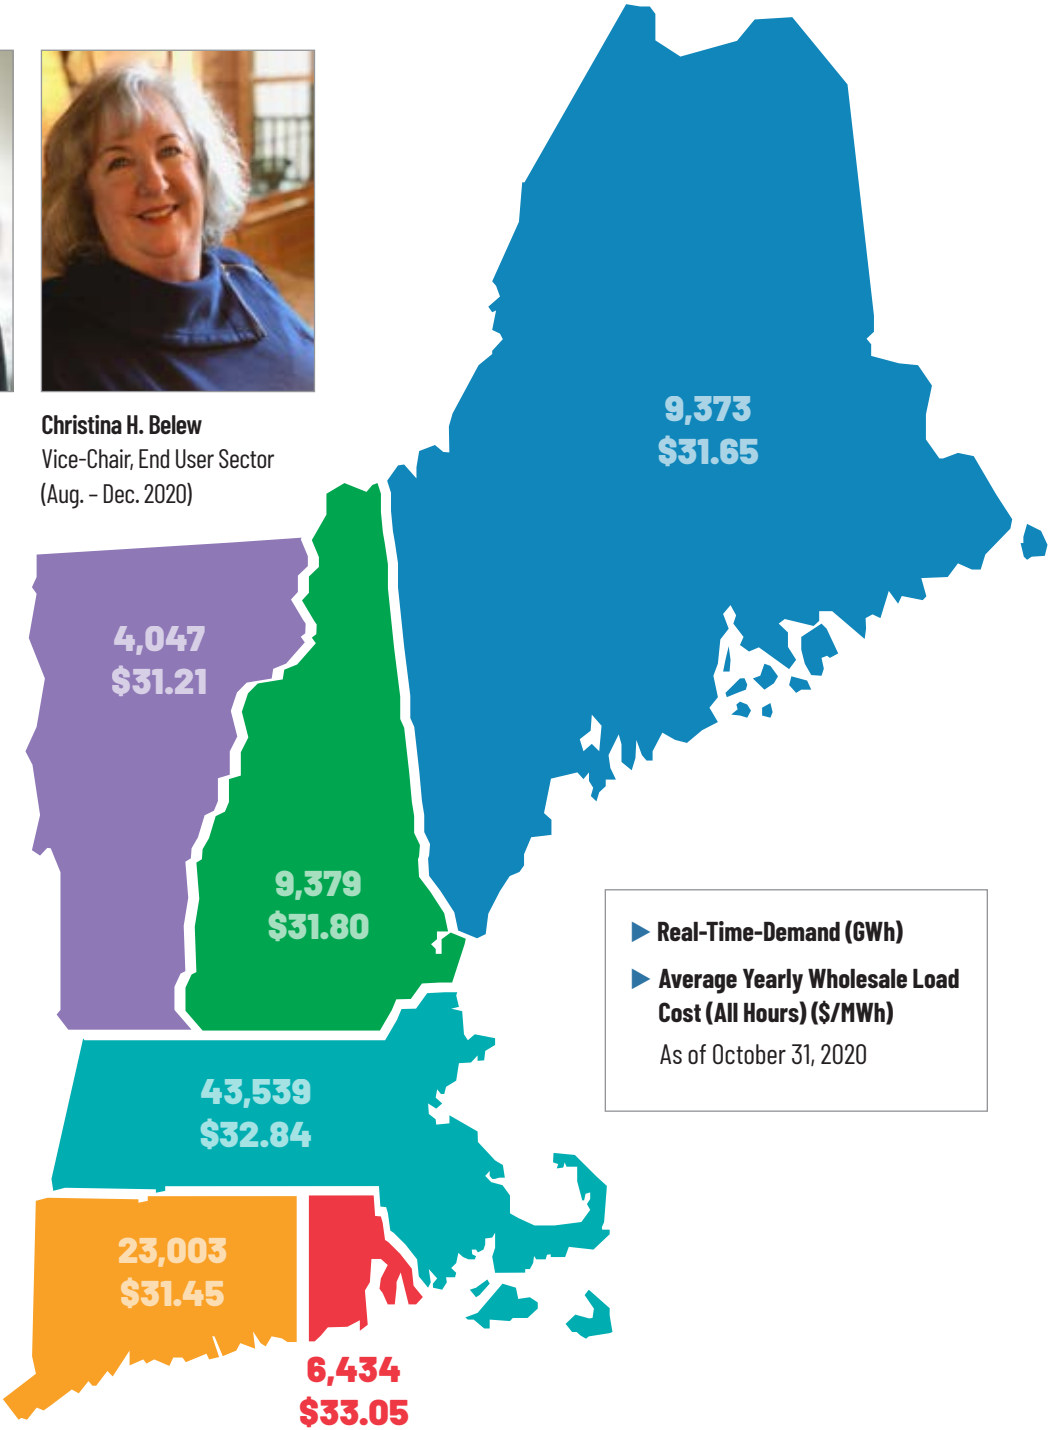 Christina H. Belew
Vice-Chair, End User Sector
(Aug. – Dec. 2020)
9,373
$31.65
4,047
$31.21
9,379
$31.80
▶ Real-Time-Demand (GWh)
▶ Average Yearly Wholesale Load
Cost (All Hours) ($/MWh)
As of October 31, 2020
43,539
$32.84
23,003
$31.45
6,434
$33.05